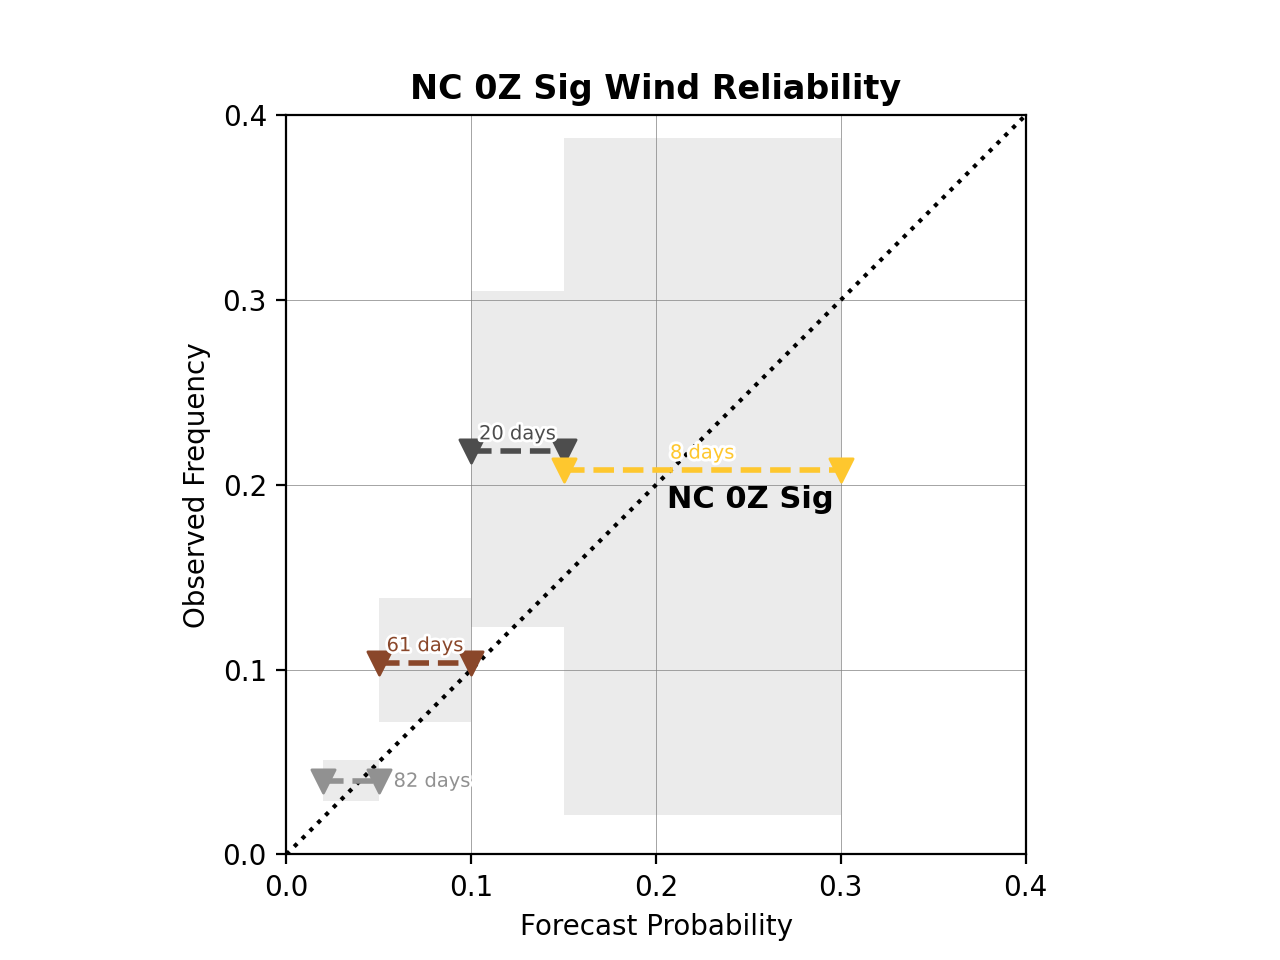 NC 0Z Sig Wind Reliability
0.4
0.3
0.2
0.1
0.0
Observed Frequency
20 days
8 days
NC 0Z Sig
61 days
82 days
0.0 0.1 0.2 0.3 0.4
Forecast Probability